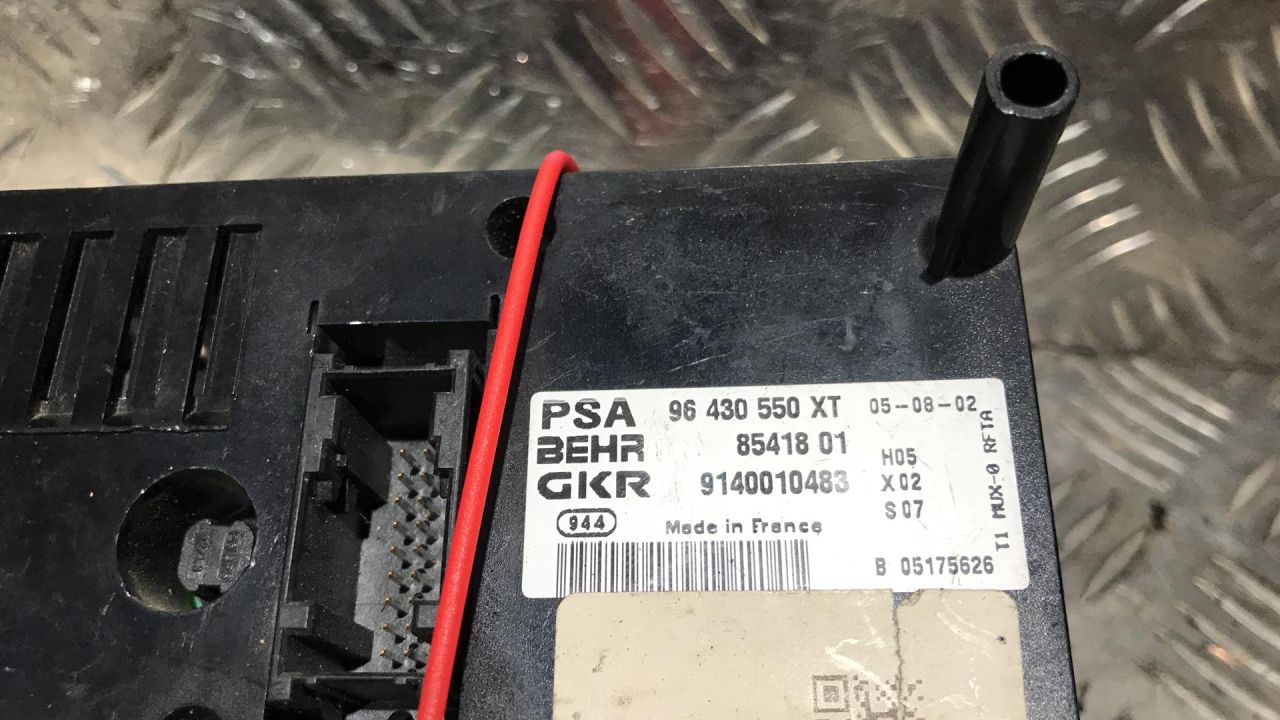 PSA 96 430 550 XT 05-08-02
BEHR 85418 01 H05
GKR 9140010483 X02
S07
944 Made in France
B 05175626
T1 MUX-0 RFTA